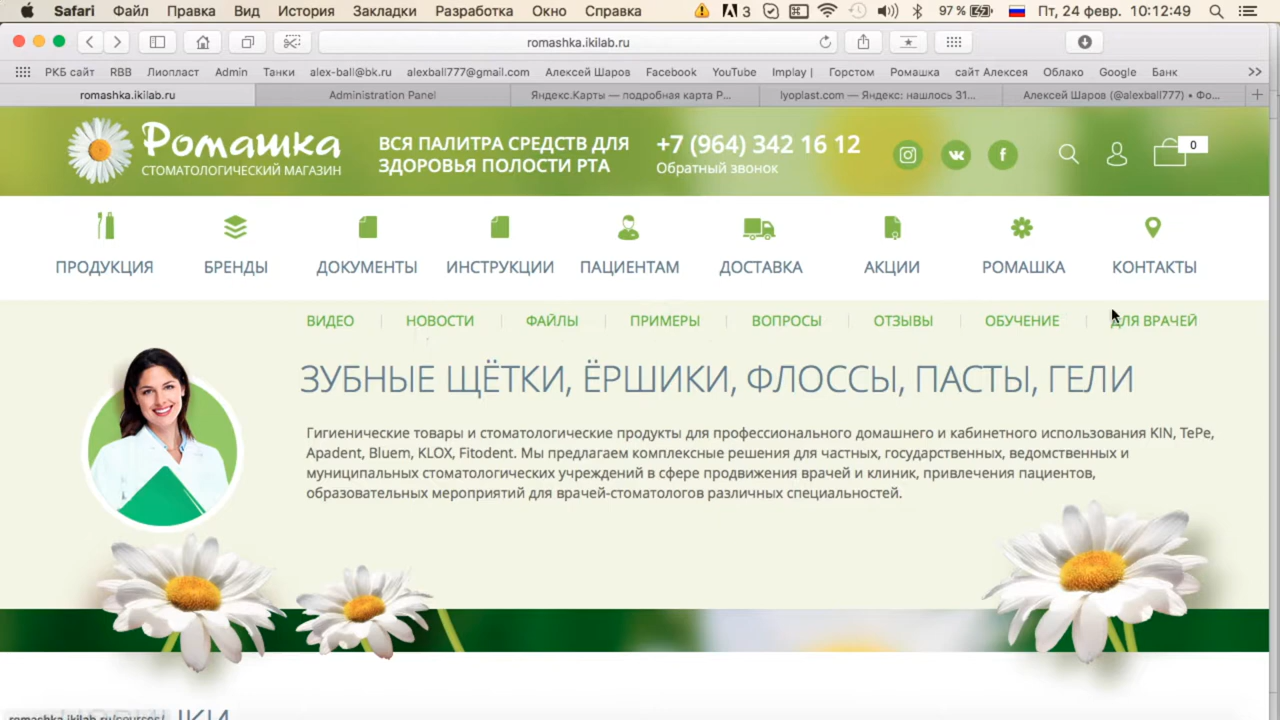 Safari Файл Правка Вид История Закладки Разработка Окно Справка 3 97 % Пт, 24 февр. 10:12:49
romashka.ikilab.ru
РКБ сайт RBB Лиопласт Admin Танки alex-ball@bk.ru alexball777@gmail.com Алексей Шаров Facebook YouTube Implay | Горстом Ромашка сайт Алексея Облако Google Банк
romashka.ikilab.ru Administration Panel Яндекс.Карты — подробная карта Р... lyoplast.com — Яндекс: нашлось 31... Алексей Шаров (@alexball777) • Фо...
Ромашка
СТОМАТОЛОГИЧЕСКИЙ МАГАЗИН
ВСЯ ПАЛИТРА СРЕДСТВ ДЛЯ
ЗДОРОВЬЯ ПОЛОСТИ РТА
+7 (964) 342 16 12
Обратный звонок
0
ПРОДУКЦИЯ БРЕНДЫ ДОКУМЕНТЫ ИНСТРУКЦИИ ПАЦИЕНТАМ ДОСТАВКА АКЦИИ РОМАШКА КОНТАКТЫ
ВИДЕО НОВОСТИ ФАЙЛЫ ПРИМЕРЫ ВОПРОСЫ ОТЗЫВЫ ОБУЧЕНИЕ ДЛЯ ВРАЧЕЙ
ЗУБНЫЕ ЩЁТКИ, ЁРШИКИ, ФЛОССЫ, ПАСТЫ, ГЕЛИ
Гигиенические товары и стоматологические продукты для профессионального домашнего и кабинетного использования KIN, TePe,
Apadent, Bluem, KLOX, Fitodent. Мы предлагаем комплексные решения для частных, государственных, ведомственных и
муниципальных стоматологических учреждений в сфере продвижения врачей и клиник, привлечения пациентов,
образовательных мероприятий для врачей-стоматологов различных специальностей.